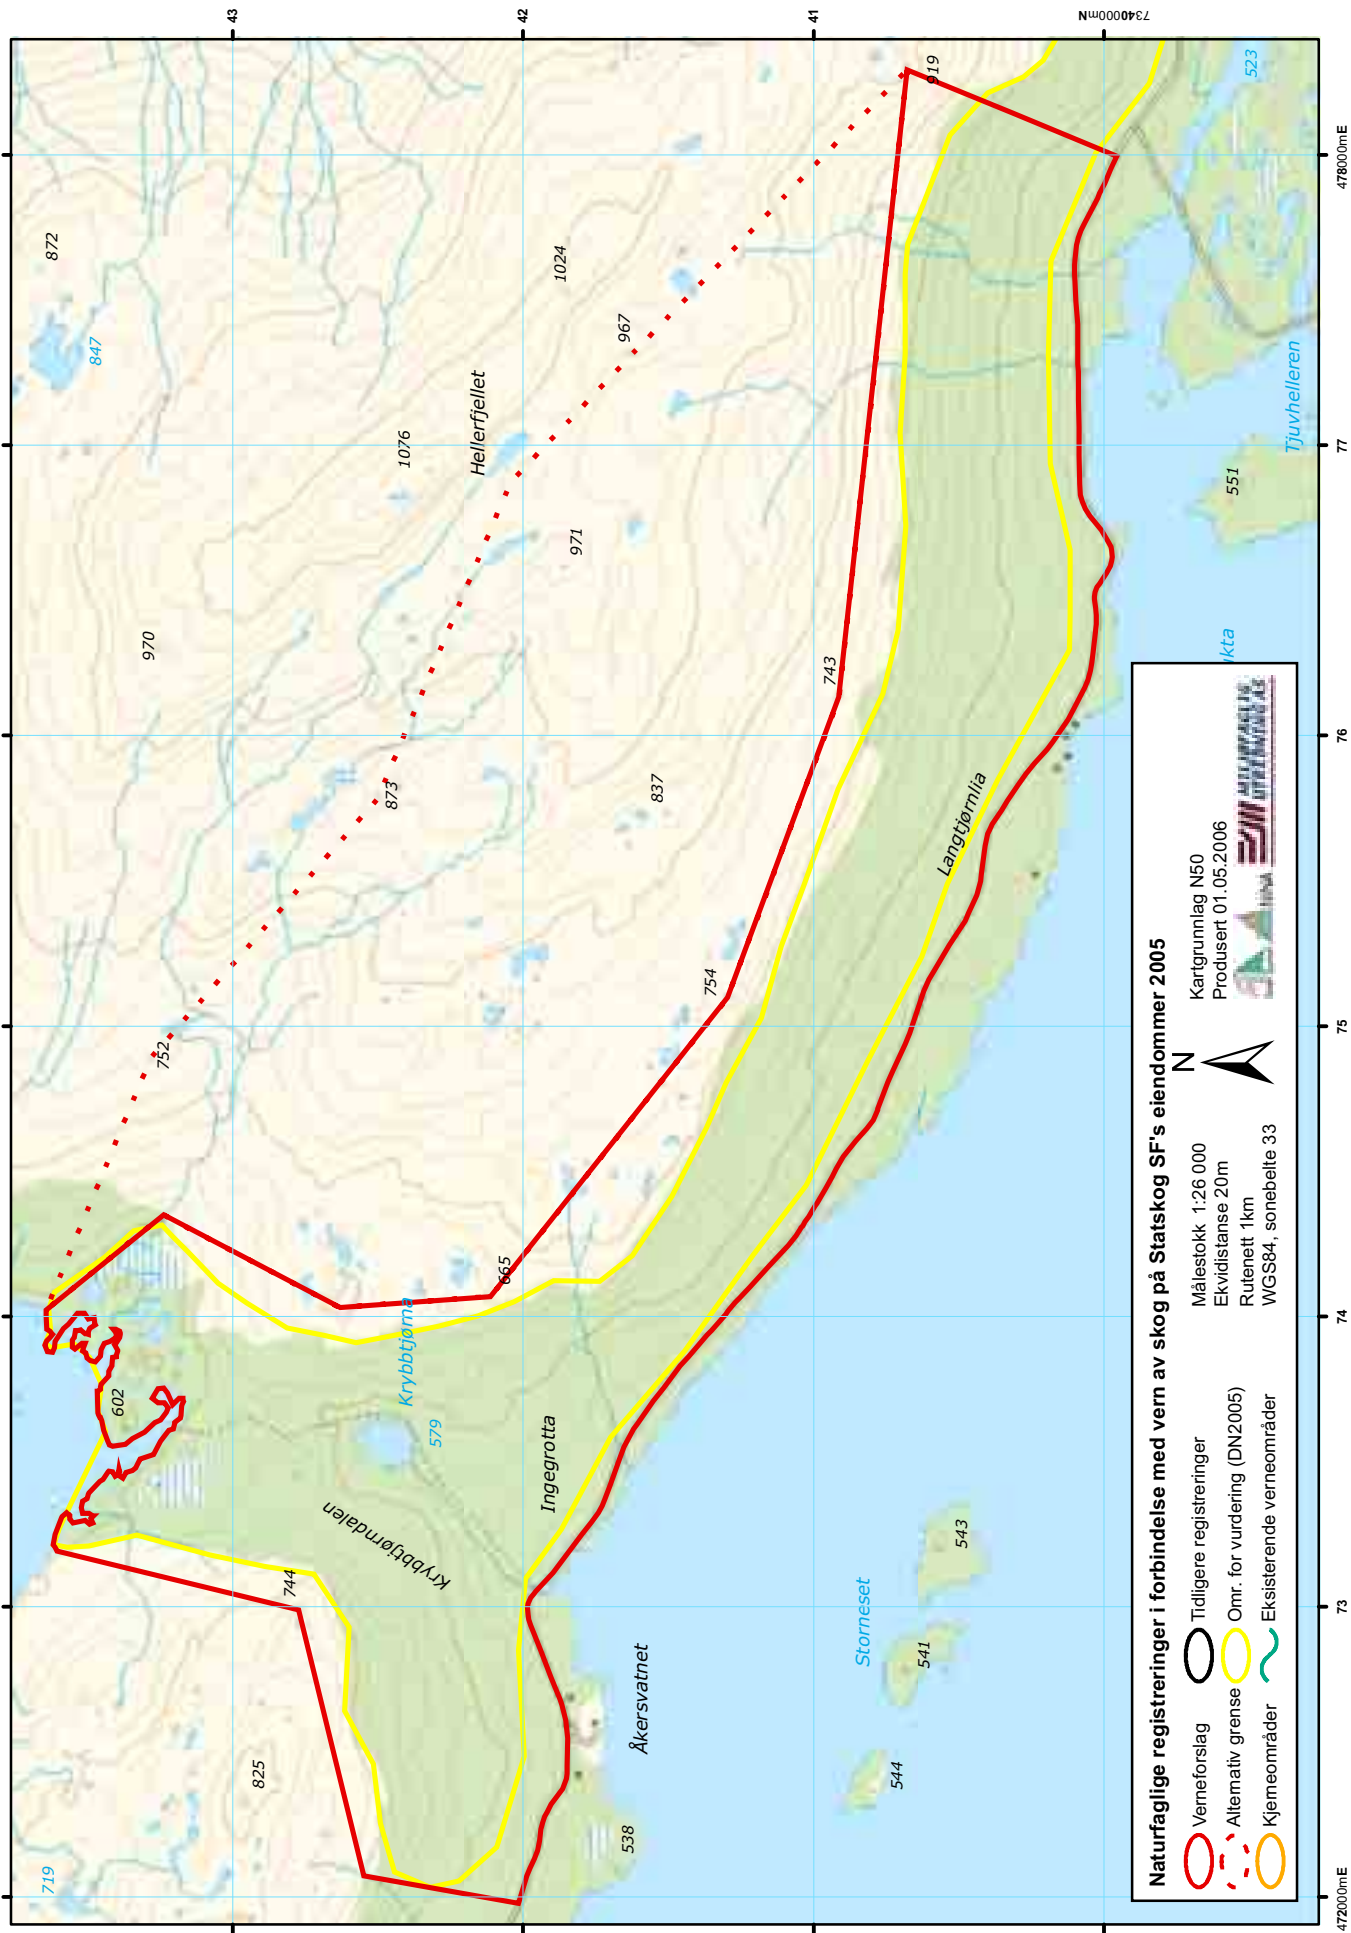 43
42
41
7340000mN
872
847
919
523
478000mE
1024
967
1076
Hellerfjellet
Tjuvhelleren
77
551
971
970
743
ukta
76
873
837
Langtjørnlia
754
752
75
665
74
Krybbtjørna
579
602
Ingegrotta
Krybbtjørndalen
543
744
Storneset
541
73
Åkersvatnet
544
825
538
719
472000mE
Naturfaglige registreringer i forbindelse med vern av skog på Statskog SF's eiendommer 2005
Verneforslag
Alternativ grense
Kjerneområder
Tidligere registreringer
Omr. for vurdering (DN2005)
Eksisterende verneområder
Målestokk 1:26 000
Ekvidistanse 20m
Rutenett 1km
WGS84, sonebelte 33
N
Kartgrunnlag N50
Produsert 01.05.2006